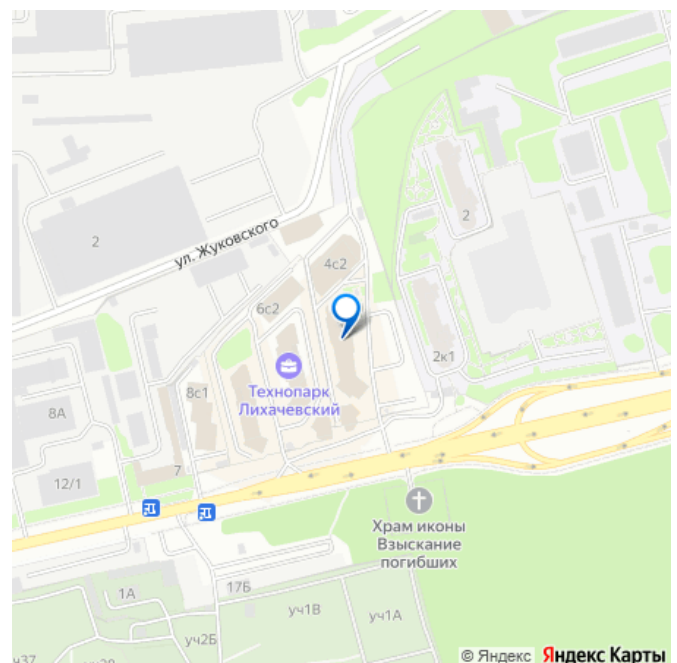 2
ул. Жуковского
2
4с2
6с2
2к1
Технопарк
Лихачевский
8с1
8А
7
12/1
Храм иконы
Взыскание
погибших
17Б
1А
уч1В
уч1А
уч2Б
уч37
© Яндекс Яндекс Карты